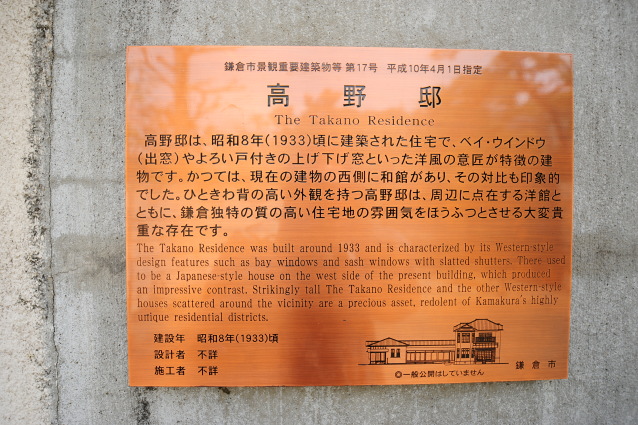 鎌倉市景観重要建築物等 第17号　平成10年4月1日指定
高 野 邸
The Takano Residence
高野邸は、昭和8年(1933)頃に建築された住宅で、ベイ・ウインドウ
(出窓)やよろい戸付きの上げ下げ窓といった洋風の意匠が特徴の建
物です。かつては、現在の建物の西側に和館があり、その対比も印象的
でした。ひときわ背の高い外観を持つ高野邸は、周辺に点在する洋館と
ともに、鎌倉独特の質の高い住宅地の雰囲気をほうふつとさせる大変貴
重な存在です。
The Takano Residence was built around 1933 and is characterized by its Western-style
design features such as bay windows and sash windows with slatted shutters. There used
to be a Japanese-style house on the west side of the present building, which produced
an impressive contrast. Strikingly tall The Takano Residence and the other Western-style
houses scattered around the vicinity are a precious asset, redolent of Kamakura's highly
unique residential districts.
建設年　昭和8年(1933)頃
設計者　不詳
施工者　不詳
◎一般公開はしていません
鎌倉市